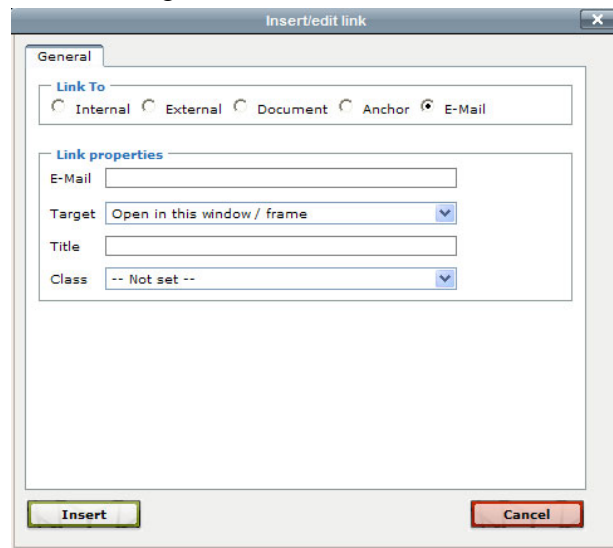 Insert/edit link
General
Link To
Internal External Document Anchor E-Mail
Link properties
E-Mail
Target Open in this window / frame
Title
Class -- Not set --
Insert Cancel